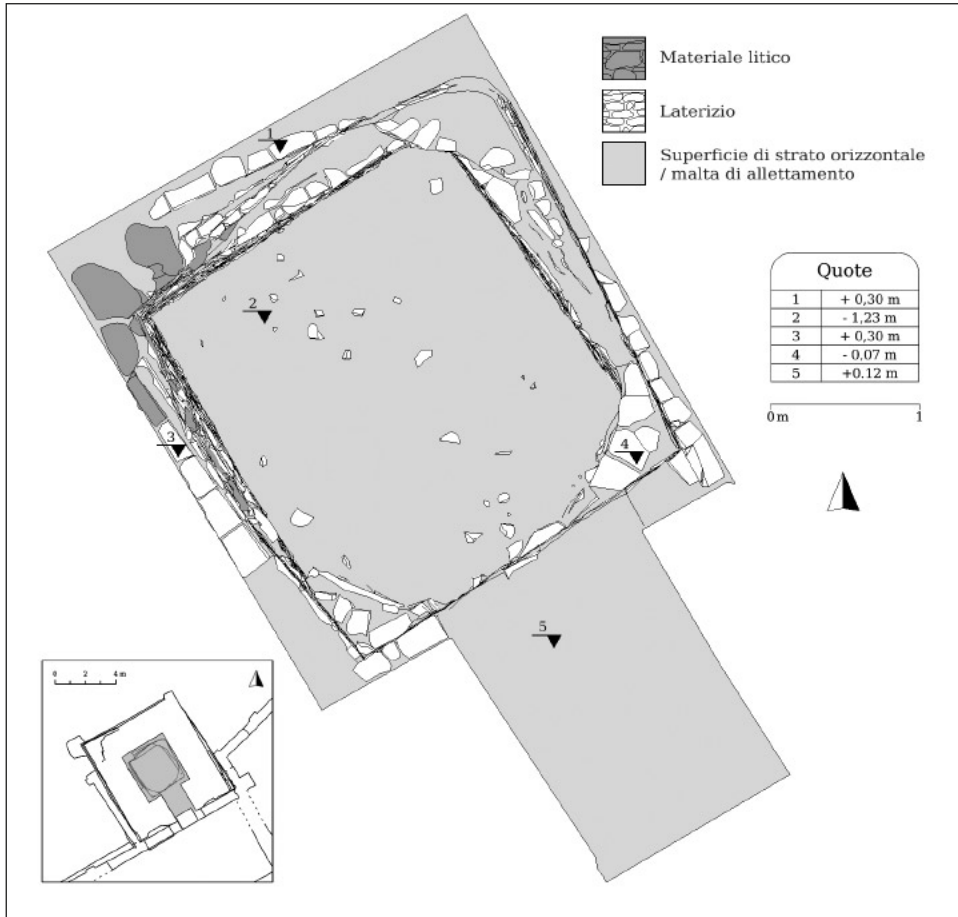 Materiale litico
Laterizio
Superficie di strato orizzontale
/ malta di allettamento
Quote
1 + 0,30 m
2 - 1,23 m
3 + 0,30 m
4 - 0,07 m
5 +0.12 m
0 m 1
1
2
3
4
5
0 2 4 m